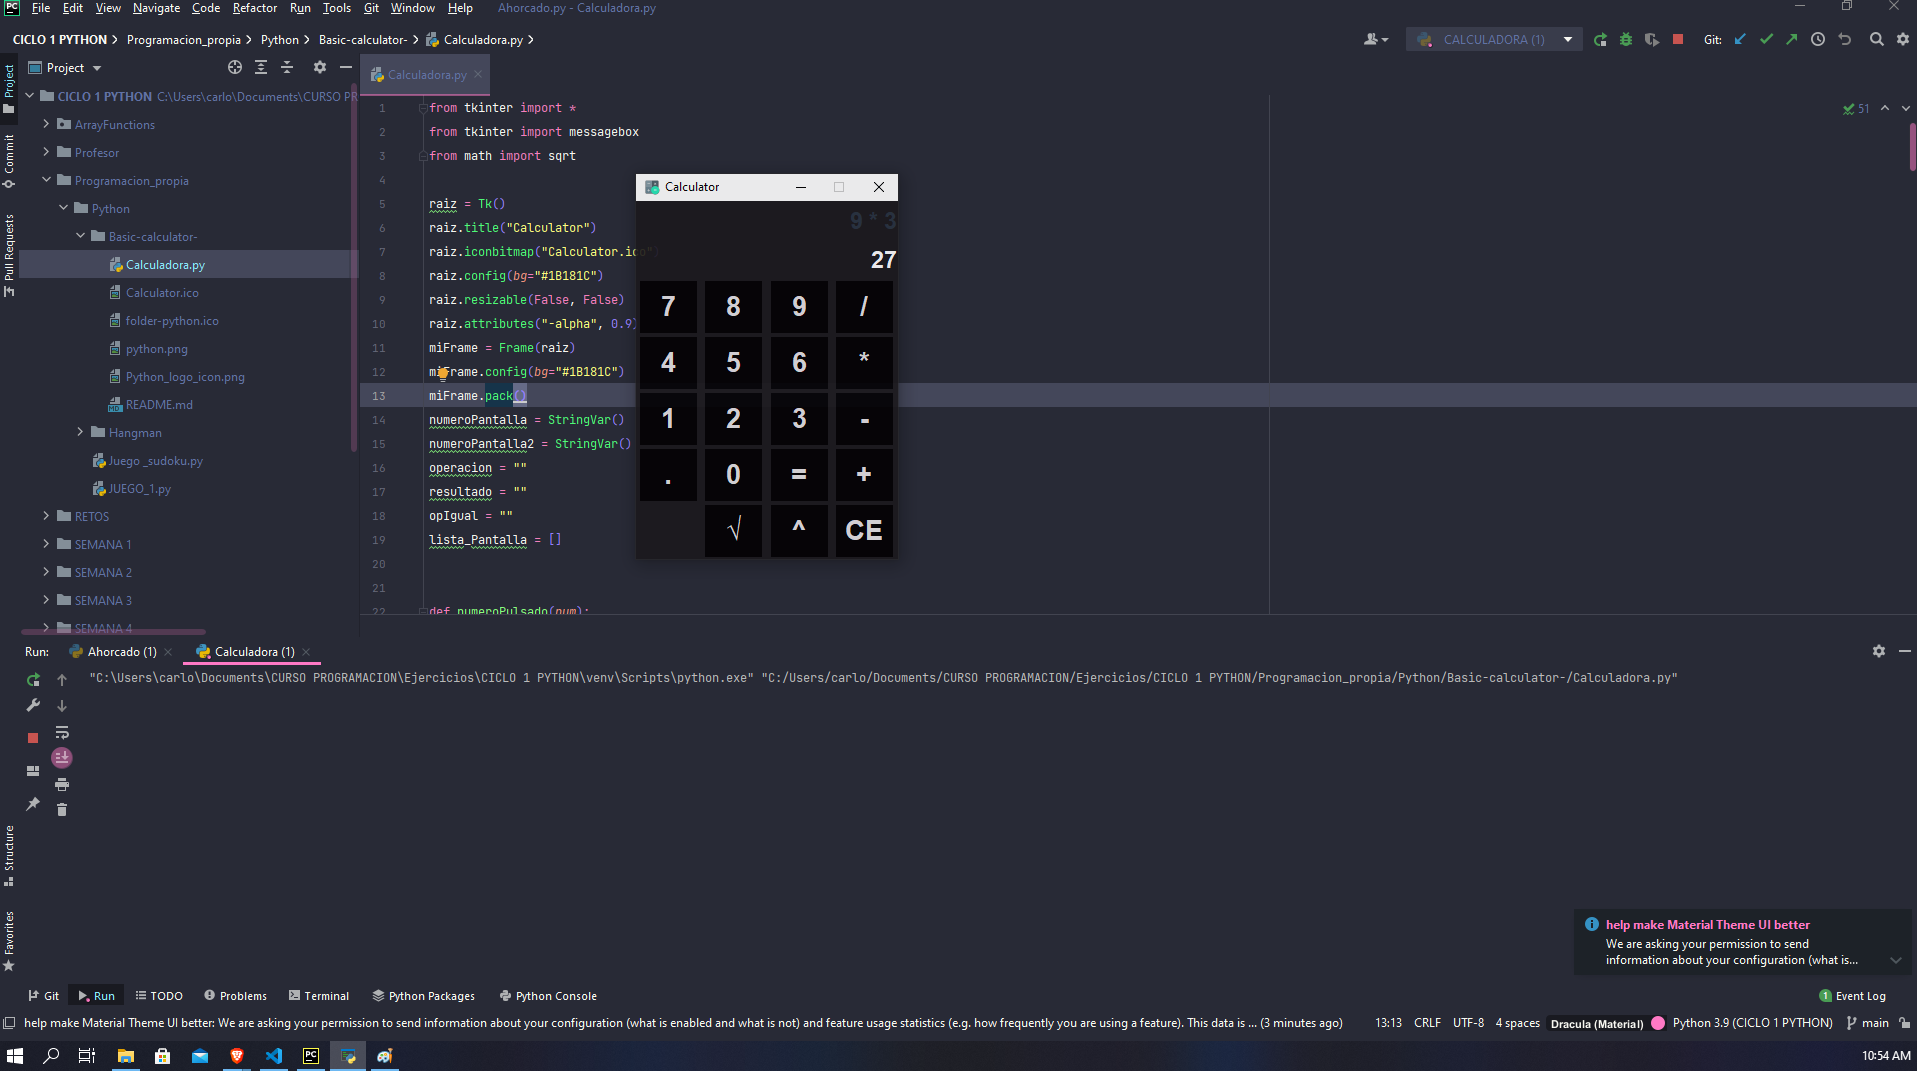 PC File Edit View Navigate Code Refactor Run Tools Git Window Help Ahorcado.py - Calculadora.py
CICLO 1 PYTHON Programacion_propia Python Basic-calculator- Calculadora.py CALCULADORA (1) Git:
Project
Calculadora.py
CICLO 1 PYTHON C:\Users\carlo\Documents\CURSO PR
ArrayFunctions
Profesor
Programacion_propia
Python
Basic-calculator-
Calculadora.py
Calculator.ico
folder-python.ico
python.png
Python_logo_icon.png
README.md
Hangman
Juego _sudoku.py
JUEGO_1.py
RETOS
SEMANA 1
SEMANA 2
SEMANA 3
SEMANA 4
Project
Commit
Pull Requests
Structure
Favorites
1 from tkinter import *
2 from tkinter import messagebox
3 from math import sqrt
4
5 raiz = Tk()
6 raiz.title("Calculator")
7 raiz.iconbitmap("Calculator.ico")
8 raiz.config(bg="#1B181C")
9 raiz.resizable(False, False)
10 raiz.attributes("-alpha", 0.9)
11 miFrame = Frame(raiz)
12 miFrame.config(bg="#1B181C")
13 miFrame.pack()
14 numeroPantalla = StringVar()
15 numeroPantalla2 = StringVar()
16 operacion = ""
17 resultado = ""
18 opIgual = ""
19 lista_Pantalla = []
20
21
22 def numeroPulsado(num):
51
Calculator
9 * 3
27
7 8 9 /
4 5 6 *
1 2 3 -
. 0 = +
√ ^ CE
Run: Ahorcado (1) Calculadora (1)
"C:\Users\carlo\Documents\CURSO PROGRAMACION\Ejercicios\CICLO 1 PYTHON\venv\Scripts\python.exe" "C:/Users/carlo/Documents/CURSO PROGRAMACION/Ejercicios/CICLO 1 PYTHON/Programacion_propia/Python/Basic-calculator-/Calculadora.py"
help make Material Theme UI better
We are asking your permission to send
information about your configuration (what is...
Git Run TODO Problems Terminal Python Packages Python Console 1 Event Log
help make Material Theme UI better: We are asking your permission to send information about your configuration (what is enabled and what is not) and feature usage statistics (e.g. how frequently you are using a feature). This data is ... (3 minutes ago) 13:13 CRLF UTF-8 4 spaces Dracula (Material) Python 3.9 (CICLO 1 PYTHON) main
PC 10:54 AM